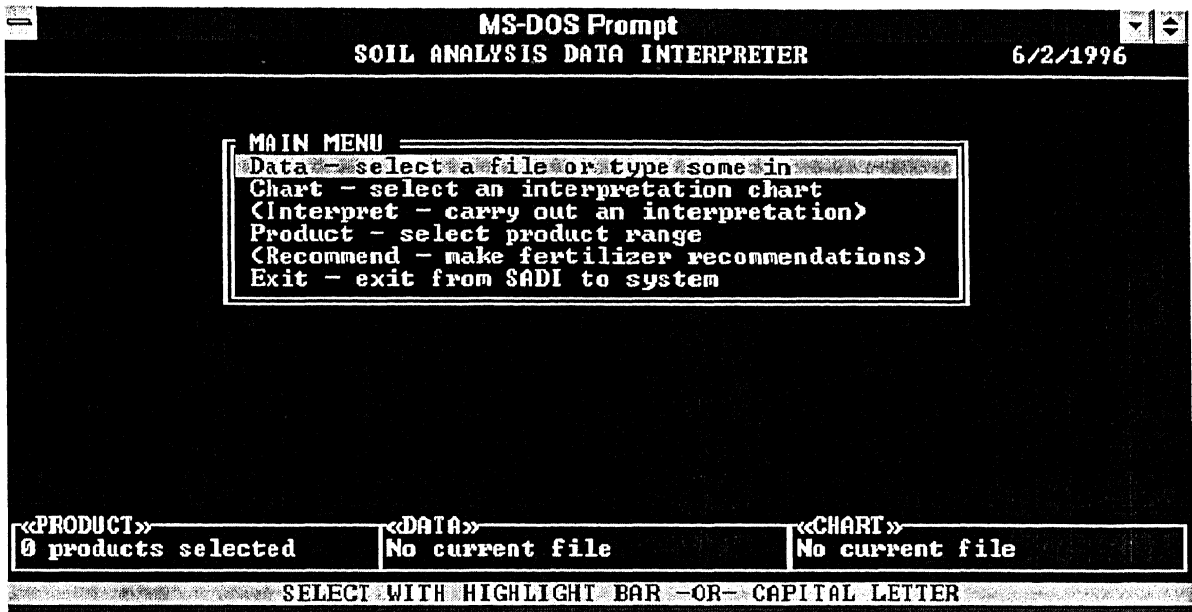 MS-DOS Prompt
SOIL ANALYSIS DATA INTERPRETER 6/2/1996
MAIN MENU
Data - select a file or type some in
Chart - select an interpretation chart
(Interpret - carry out an interpretation)
Product - select product range
(Recommend - make fertilizer recommendations)
Exit - exit from SADI to system
«PRODUCT» «DATA» «CHART»
0 products selected No current file No current file
SELECT WITH HIGHLIGHT BAR -OR- CAPITAL LETTER